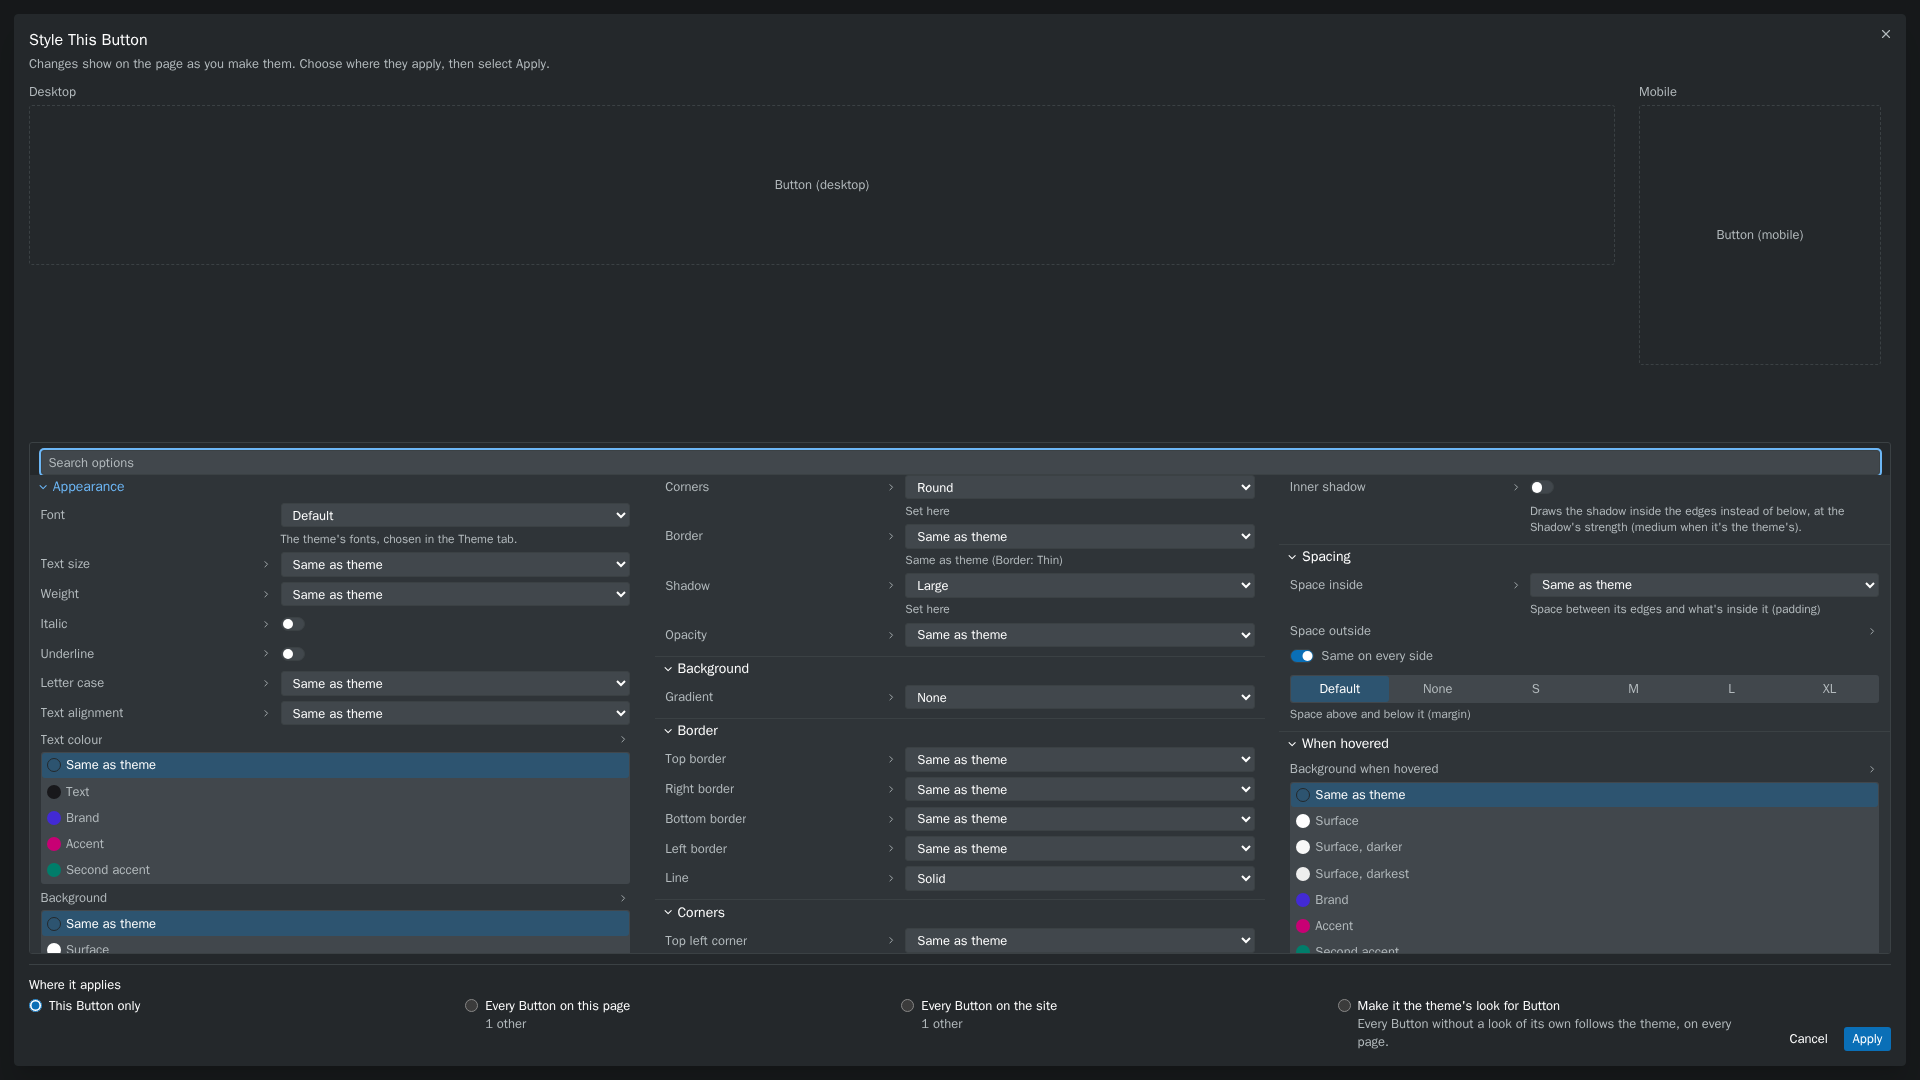 Style This Button
Changes show on the page as you make them. Choose where they apply, then select Apply.
Desktop
Mobile
Button (desktop)
Button (mobile)
Search options
Appearance
Font
Default
The theme's fonts, chosen in the Theme tab.
Text size
Same as theme
Weight
Same as theme
Italic
Underline
Letter case
Same as theme
Text alignment
Same as theme
Text colour
Same as theme
Text
Brand
Accent
Second accent
Background
Same as theme
Surface
Corners
Round
Set here
Border
Same as theme
Same as theme (Border: Thin)
Shadow
Large
Set here
Opacity
Same as theme
Background
Gradient
None
Border
Top border
Same as theme
Right border
Same as theme
Bottom border
Same as theme
Left border
Same as theme
Line
Solid
Corners
Top left corner
Same as theme
Inner shadow
Draws the shadow inside the edges instead of below, at the
Shadow's strength (medium when it's the theme's).
Spacing
Space inside
Same as theme
Space between its edges and what's inside it (padding)
Space outside
Same on every side
Default
None
S
M
L
XL
Space above and below it (margin)
When hovered
Background when hovered
Same as theme
Surface
Surface, darker
Surface, darkest
Brand
Accent
Second accent
Where it applies
This Button only
Every Button on this page
1 other
Every Button on the site
1 other
Make it the theme's look for Button
Every Button without a look of its own follows the theme, on every
page.
Cancel
Apply